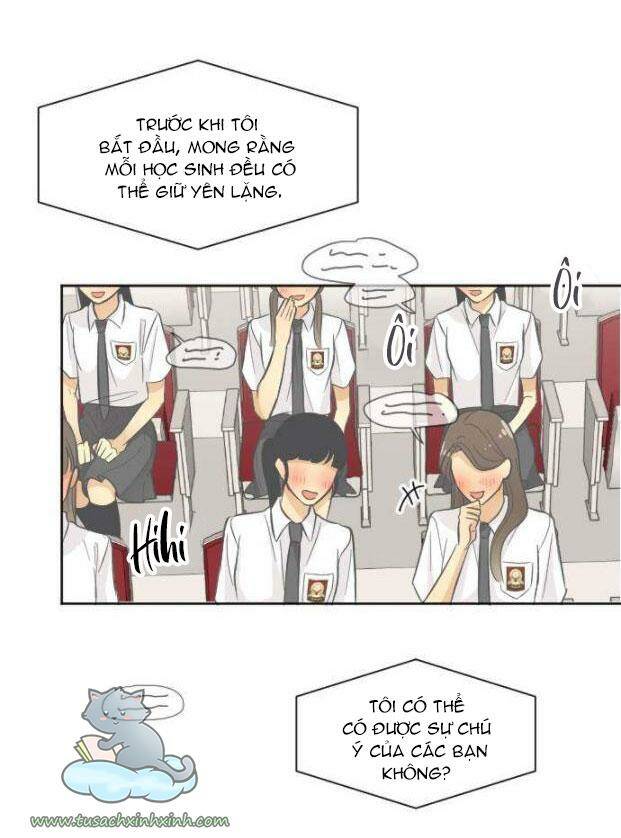 TRƯỚC KHI TÔI
BẮT ĐẦU, MONG RẰNG
MỖI HỌC SINH ĐỀU CÓ
THỂ GIỮ YÊN LẶNG.
Ôi
Ôi
Hihi
TÔI CÓ THỂ
CÓ ĐƯỢC SỰ CHÚ
Ý CỦA CÁC BẠN
KHÔNG?
www.tusachxinhxinh.com